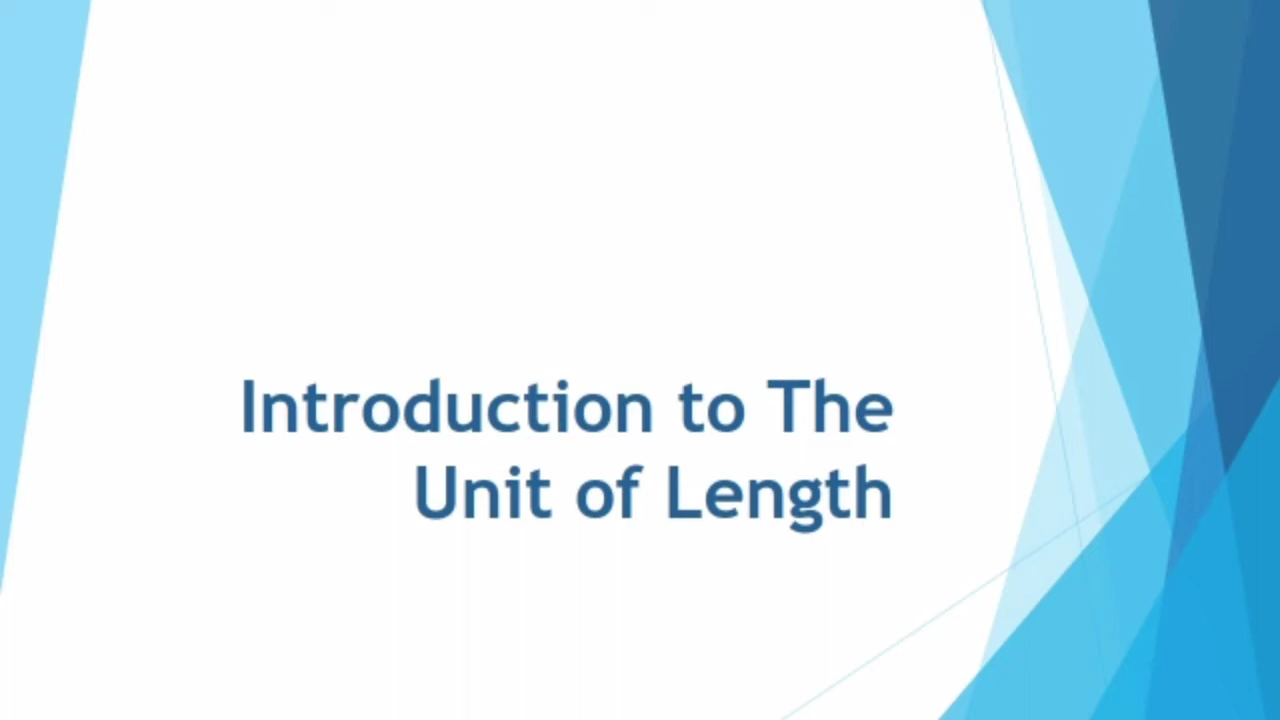 Introduction to The
Unit of Length